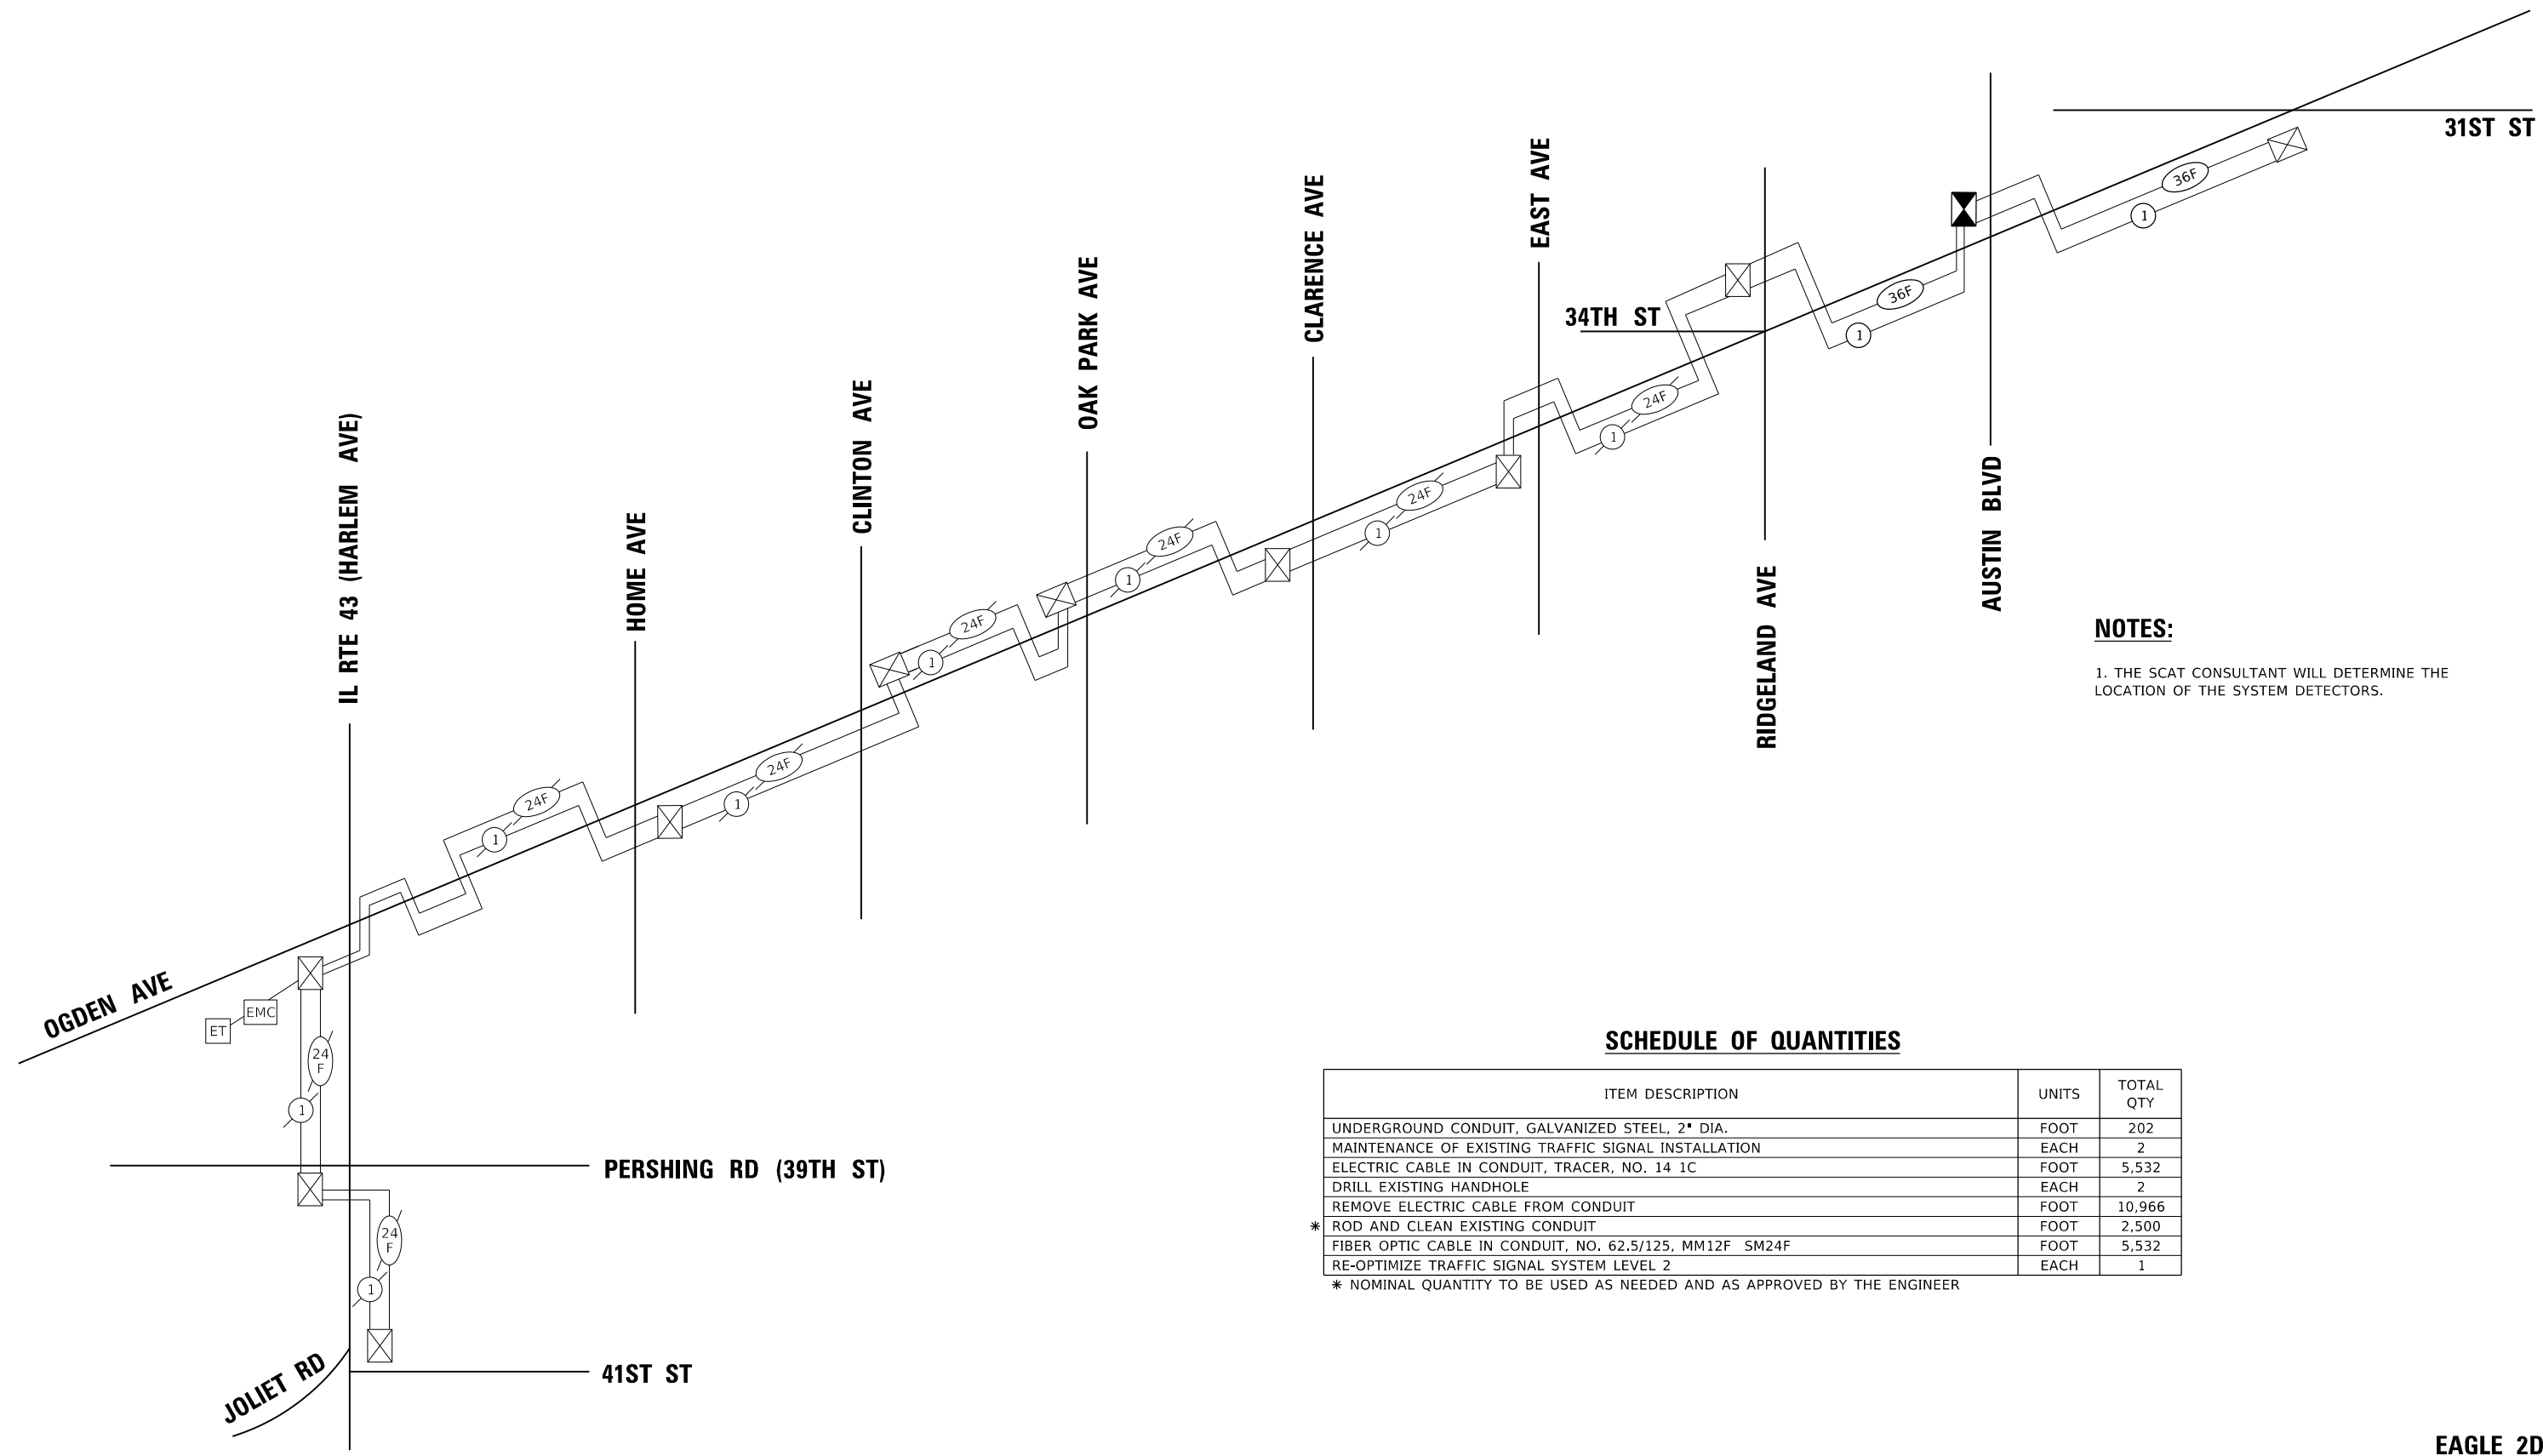 31ST ST
36F
1
EAST AVE
CLARENCE AVE
34TH ST
36F
1
OAK PARK AVE
CLINTON AVE
24F
1
IL RTE 43 (HARLEM AVE)
AUSTIN BLVD
24F
1
HOME AVE
24F
1
RIDGELAND AVE
NOTES:
1. THE SCAT CONSULTANT WILL DETERMINE THE
LOCATION OF THE SYSTEM DETECTORS.
24F
1
24F
1
24F
1
OGDEN AVE
EMC
ET
24
F
1
PERSHING RD (39TH ST)
24
F
1
JOLIET RD
41ST ST
SCHEDULE OF QUANTITIES
ITEM DESCRIPTION UNITS TOTAL QTY
UNDERGROUND CONDUIT, GALVANIZED STEEL, 2" DIA. FOOT 202
MAINTENANCE OF EXISTING TRAFFIC SIGNAL INSTALLATION EACH 2
ELECTRIC CABLE IN CONDUIT, TRACER, NO. 14 1C FOOT 5,532
DRILL EXISTING HANDHOLE EACH 2
REMOVE ELECTRIC CABLE FROM CONDUIT FOOT 10,966
* ROD AND CLEAN EXISTING CONDUIT FOOT 2,500
FIBER OPTIC CABLE IN CONDUIT, NO. 62.5/125, MM12F SM24F FOOT 5,532
RE-OPTIMIZE TRAFFIC SIGNAL SYSTEM LEVEL 2 EACH 1
* NOMINAL QUANTITY TO BE USED AS NEEDED AND AS APPROVED BY THE ENGINEER
EAGLE 2D